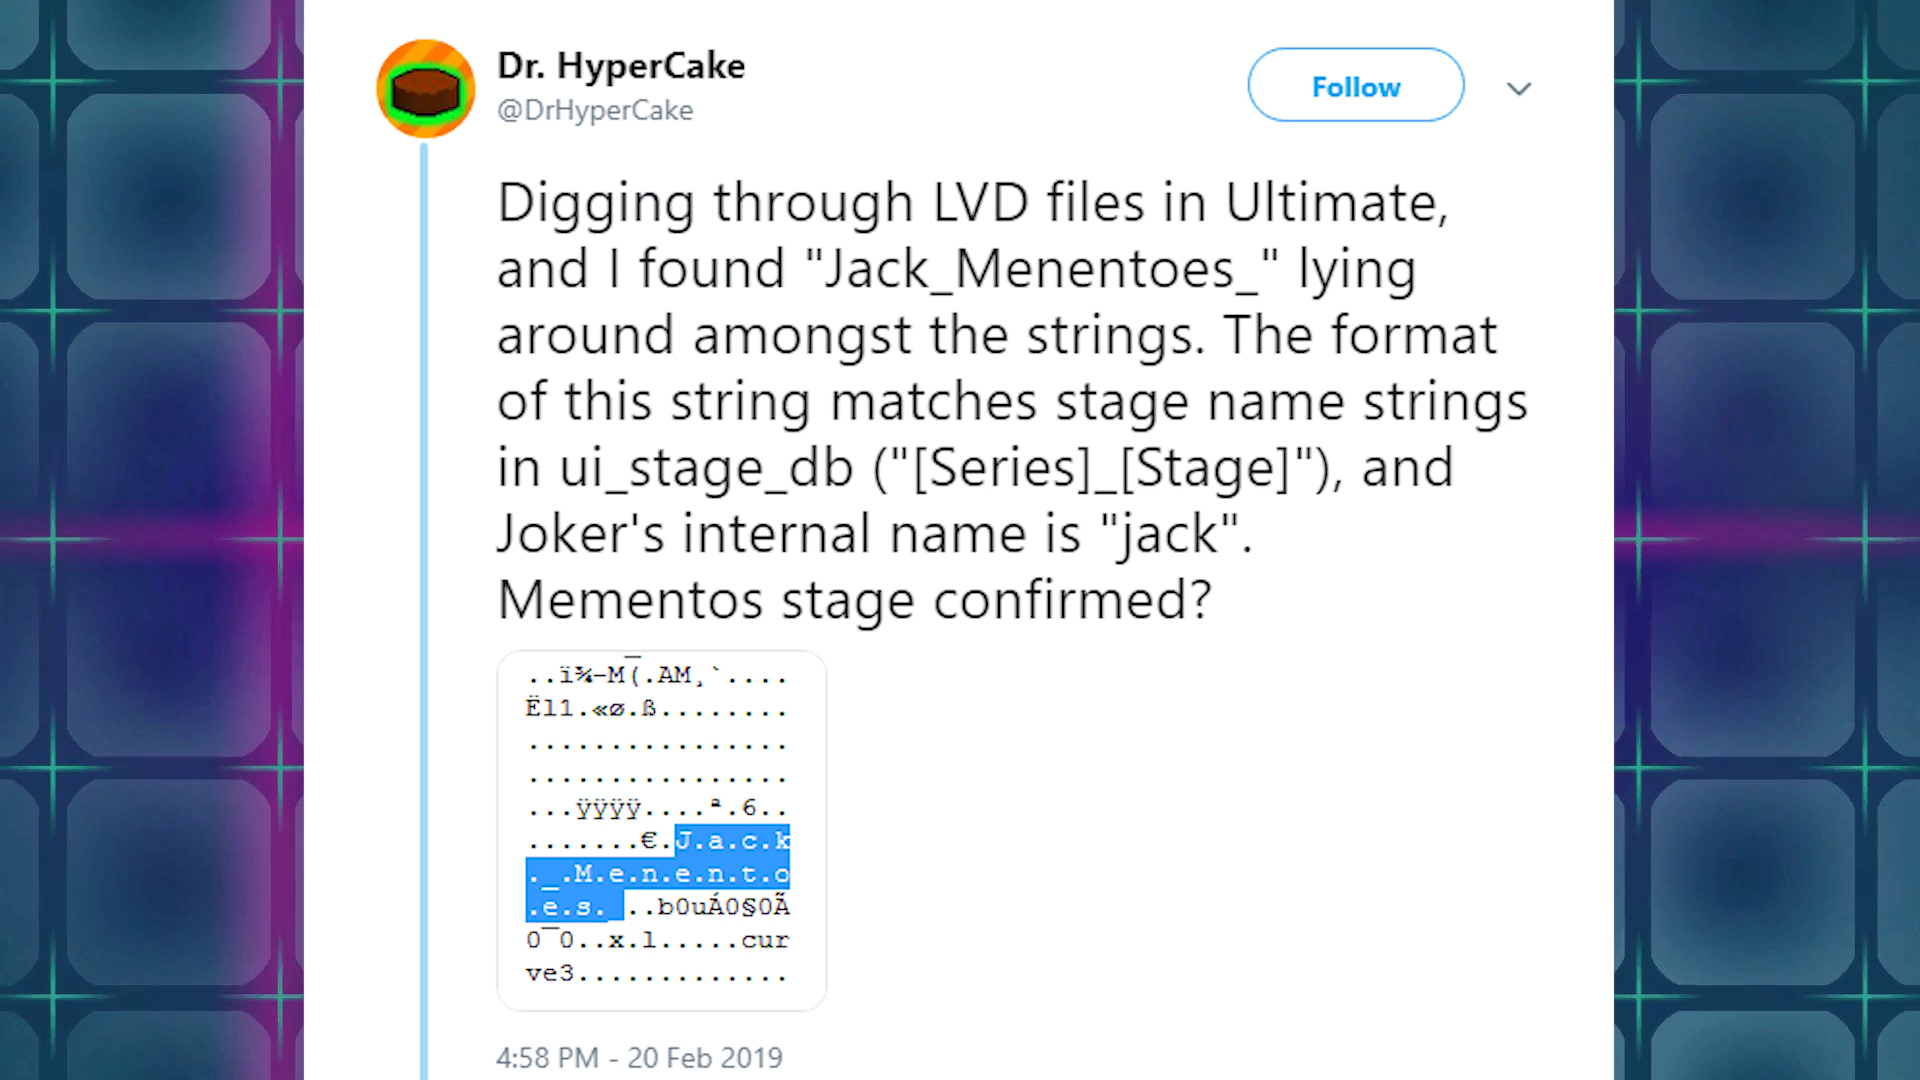 Dr. HyperCake
@DrHyperCake
Follow
Digging through LVD files in Ultimate,
and I found "Jack_Menentoes_" lying
around amongst the strings. The format
of this string matches stage name strings
in ui_stage_db ("[Series]_[Stage]"), and
Joker's internal name is "jack".
Mementos stage confirmed?
..ï¾–M(.AM¸`....
Ël1.«ø.ß........
................
................
...ÿÿÿÿ....ª.6..
.......€.J.a.c.k
._.M.e.n.e.n.t.o
.e.s._..b0uÁ0§0Ã
0¯0..x.l.....cur
ve3.............
4:58 PM - 20 Feb 2019